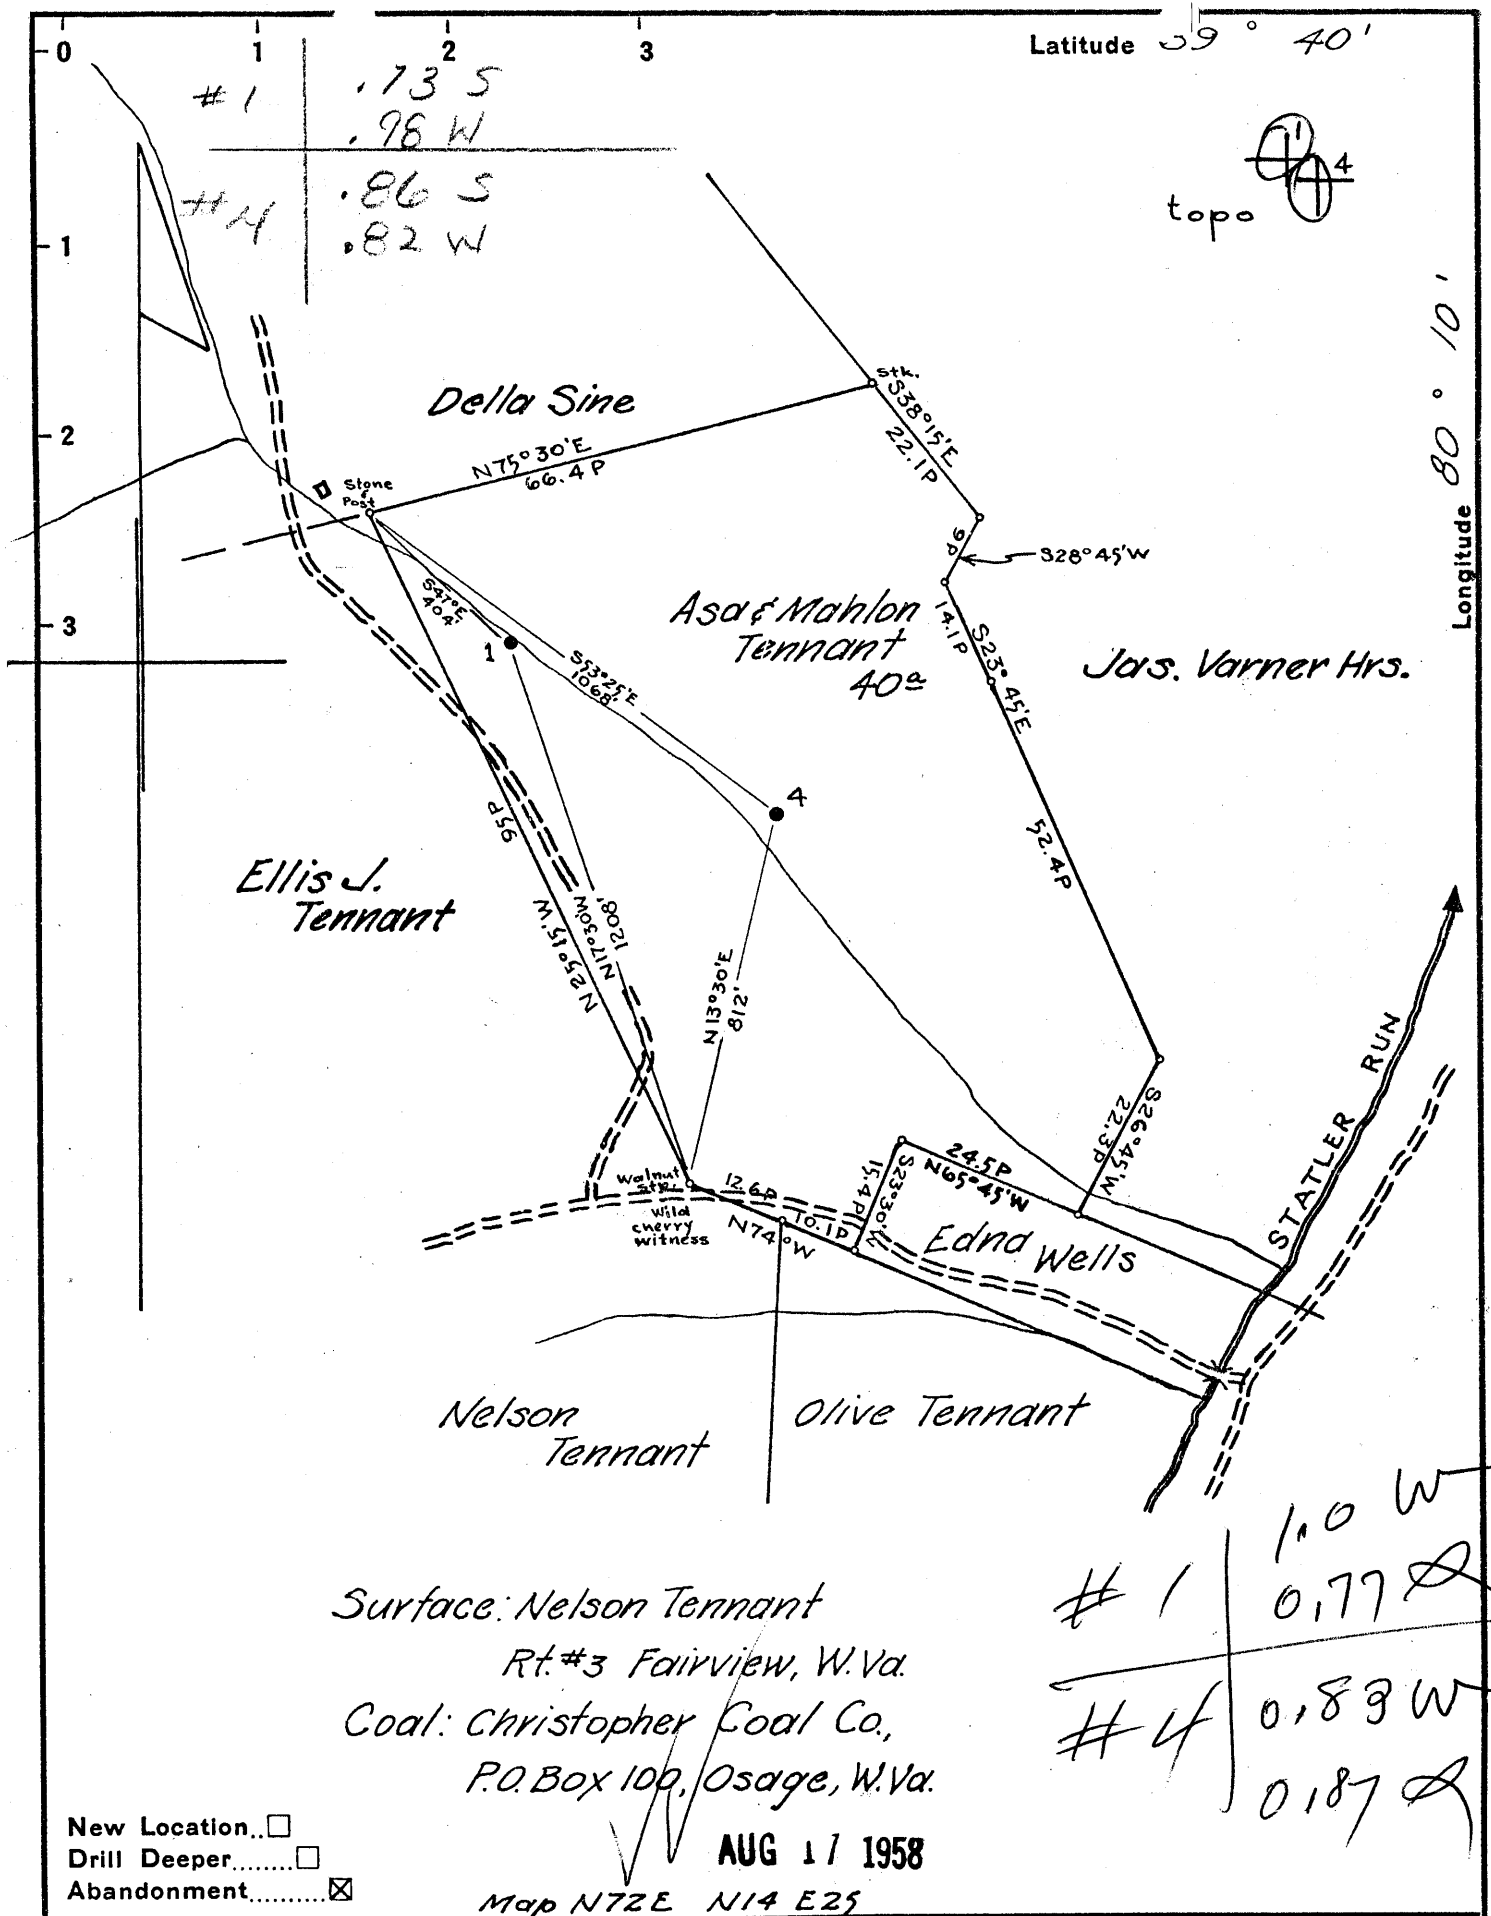 0 1 2 3
Latitude 39° 40'
# 1 .73 S
.98 W
#4 .86 S
.82 W
1
4
topo
1
2
3
Longitude 80° 10'
Della Sine
Stk.
S38°15'E
22.1P
N75°30'E
66.4P
Stone
&
Post
9P
S28°45'W
S47°E
404'
1
S53°25'E
1068'
Asa & Mahlon
Tennant
40a
14.1P
S23°45'E
Jas. Varner Hrs.
4
95P
52.4P
Ellis J.
Tennant
N25°15'W
N17°30'W
1208'
N13°30'E
812'
STATLER RUN
S26°45'W
22.3P
24.5P
N65°45'W
15.4P
S23°30'W
Walnut
stp.
Wild
cherry
witness
12.6P
10.1P
N74°W
Edna Wells
Nelson
Tennant
Olive Tennant
Surface: Nelson Tennant
Rt. #3 Fairview, W.Va.
Coal: Christopher Coal Co.,
P.O. Box 100, Osage, W.Va.
# 1 1.0 W
0.77 S
# 4 0.83 W
0.87 S
New Location..☐
Drill Deeper........☐
Abandonment..........☒
AUG 17 1958
Map N72E N14 E25